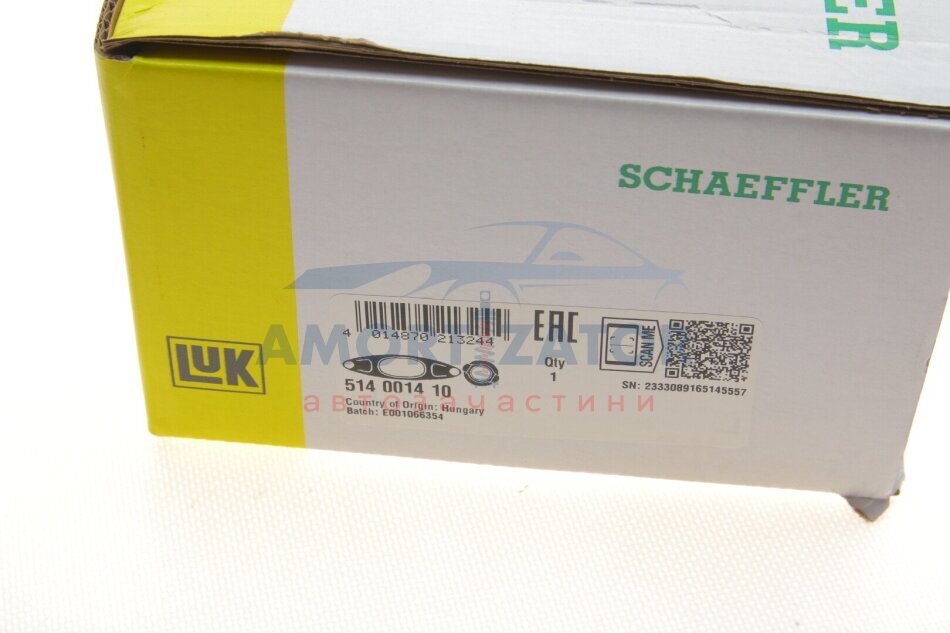 ER
SCHAEFFLER
LUK
4 014870 213244
EAC
Qty
1
SCAN ME
SN: 2333089165145557
514 0014 10
Country of Origin: Hungary
Batch: E001066354
AMORTIZATOR
автозачастини